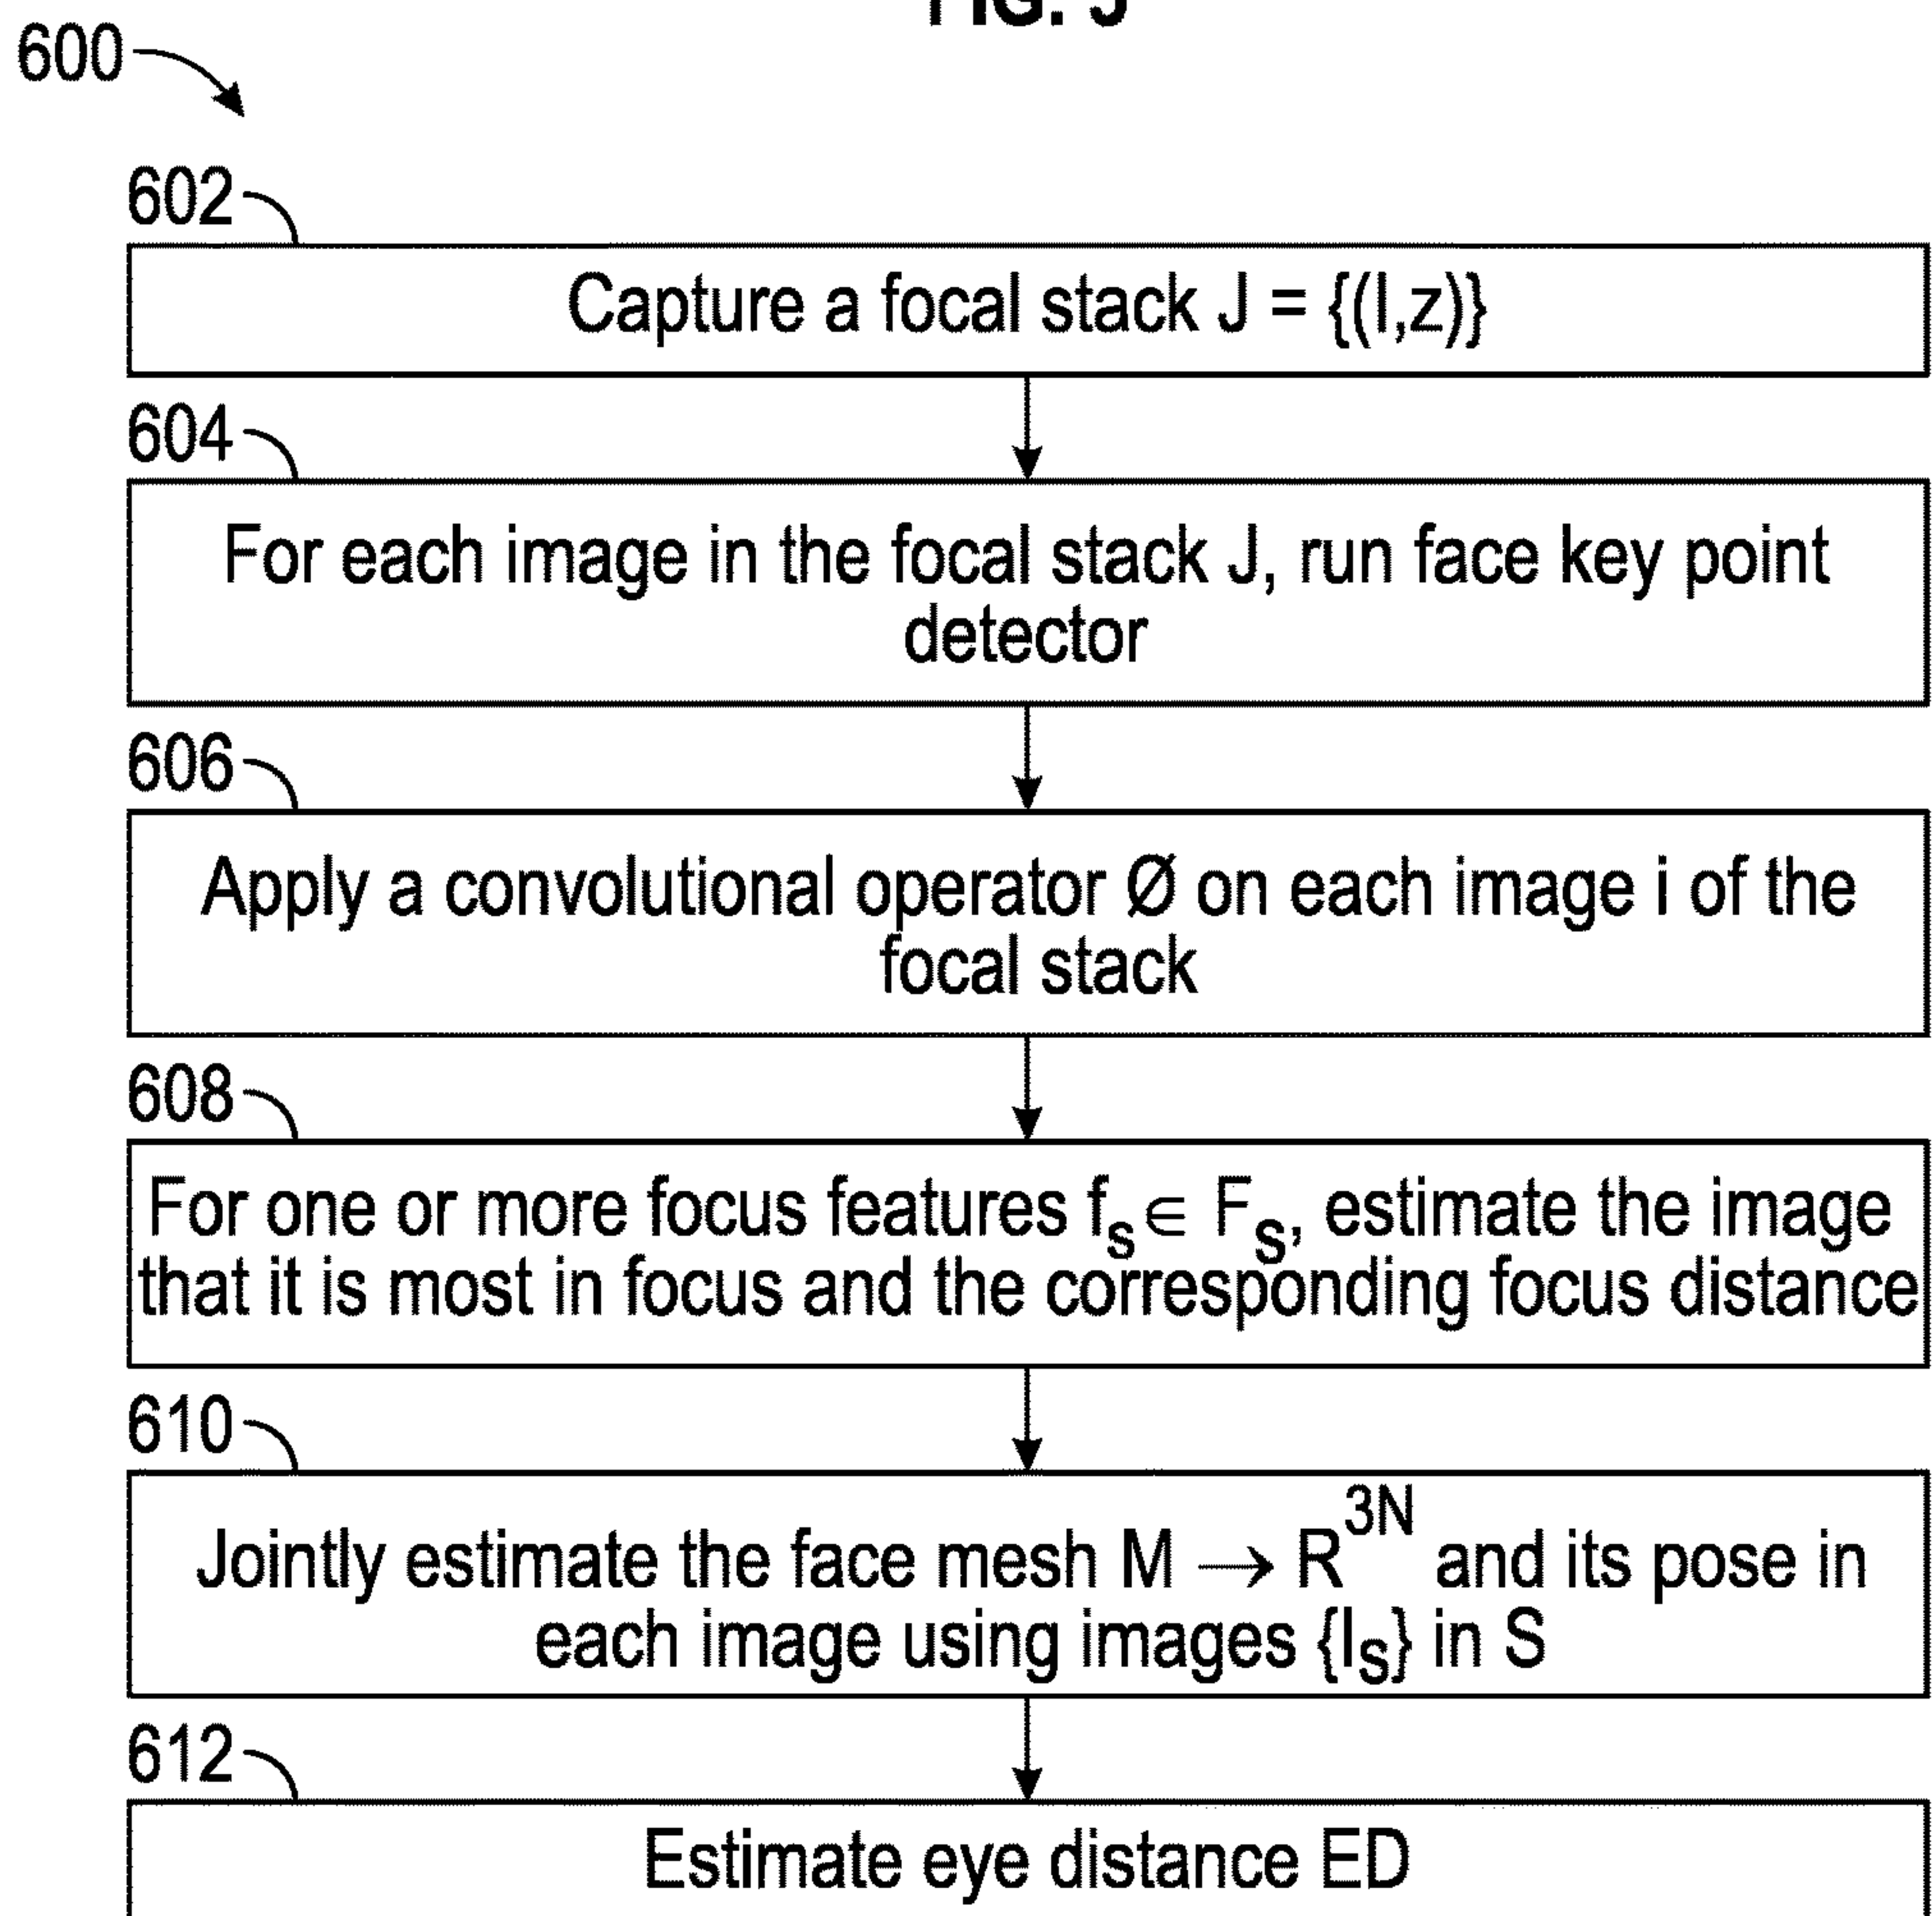 FIG. 5
600
602
Capture a focal stack J = {(I,z)}
604
For each image in the focal stack J, run face key point
detector
606
Apply a convolutional operator Ø on each image i of the
focal stack
608
For one or more focus features fₛ ∈ Fₛ, estimate the image
that it is most in focus and the corresponding focus distance
610
Jointly estimate the face mesh M → R³ᴺ and its pose in
each image using images {Iₛ} in S
612
Estimate eye distance ED